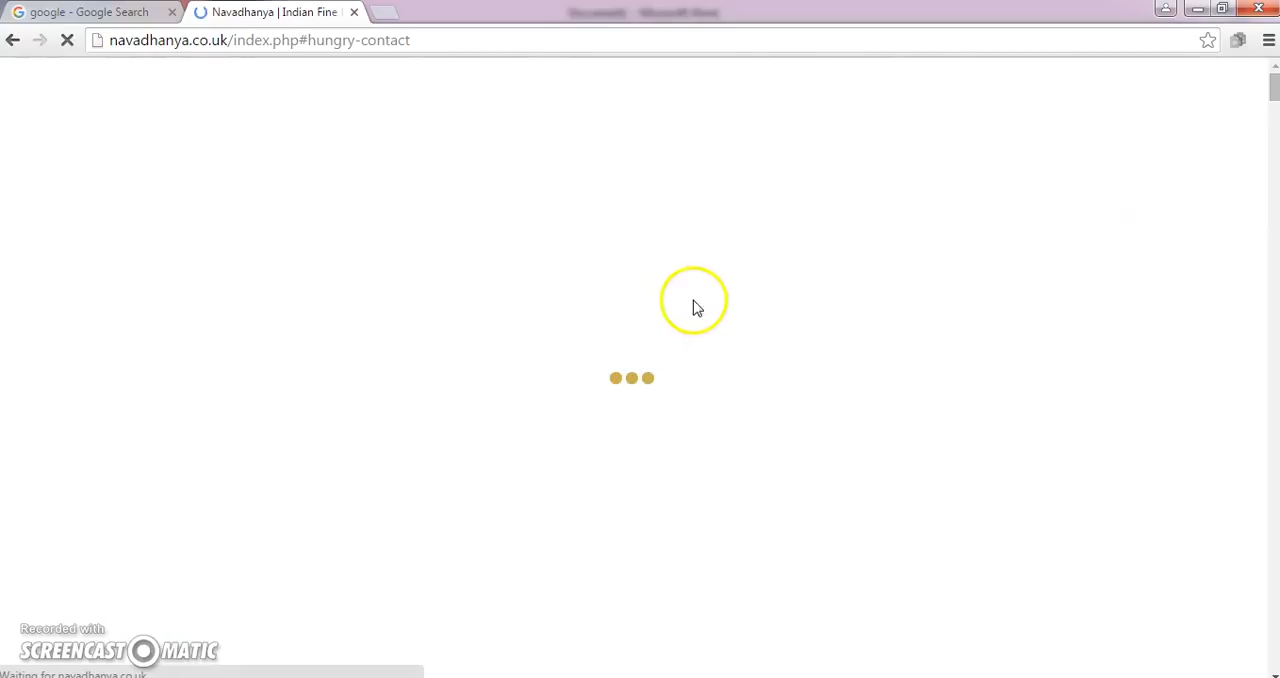 google - Google Search
Navadhanya | Indian Fine
navadhanya.co.uk/index.php#hungry-contact
Recorded with
SCREENCAST MATIC
Waiting for navadhanya.co.uk